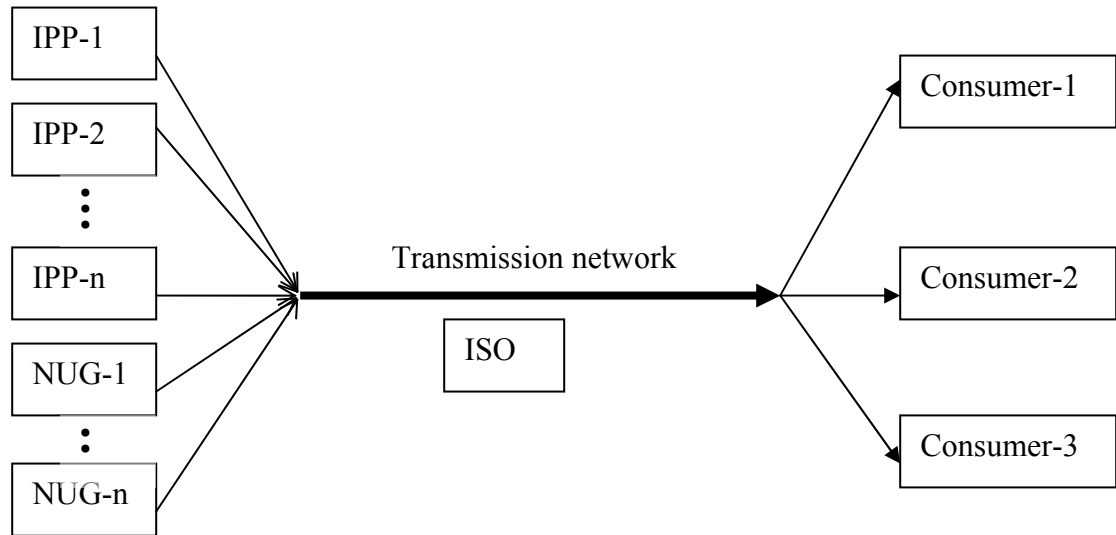 IPP-1
IPP-2
IPP-n
NUG-1
NUG-n
Transmission network
ISO
Consumer-1
Consumer-2
Consumer-3